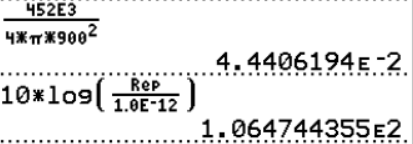 452E3
4*π*900²
4.4406194E-2
10*log( Rep
1.0E-12 )
1.064744355E2